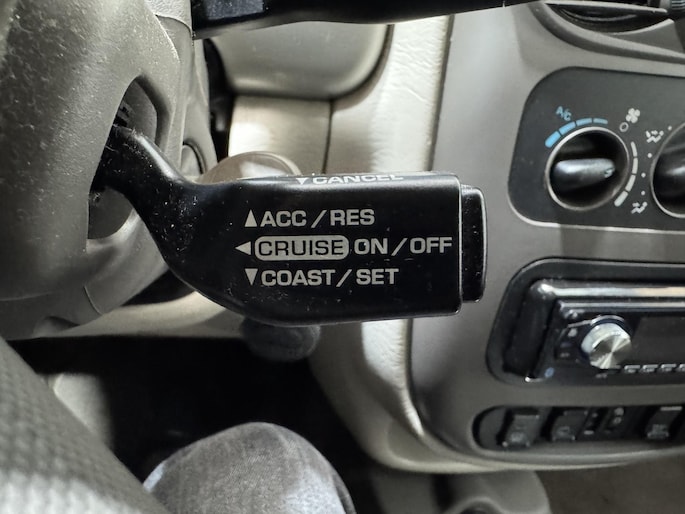 ▼CANCEL
▲ACC/RES
◀CRUISE ON/OFF
▼COAST/SET
A/C